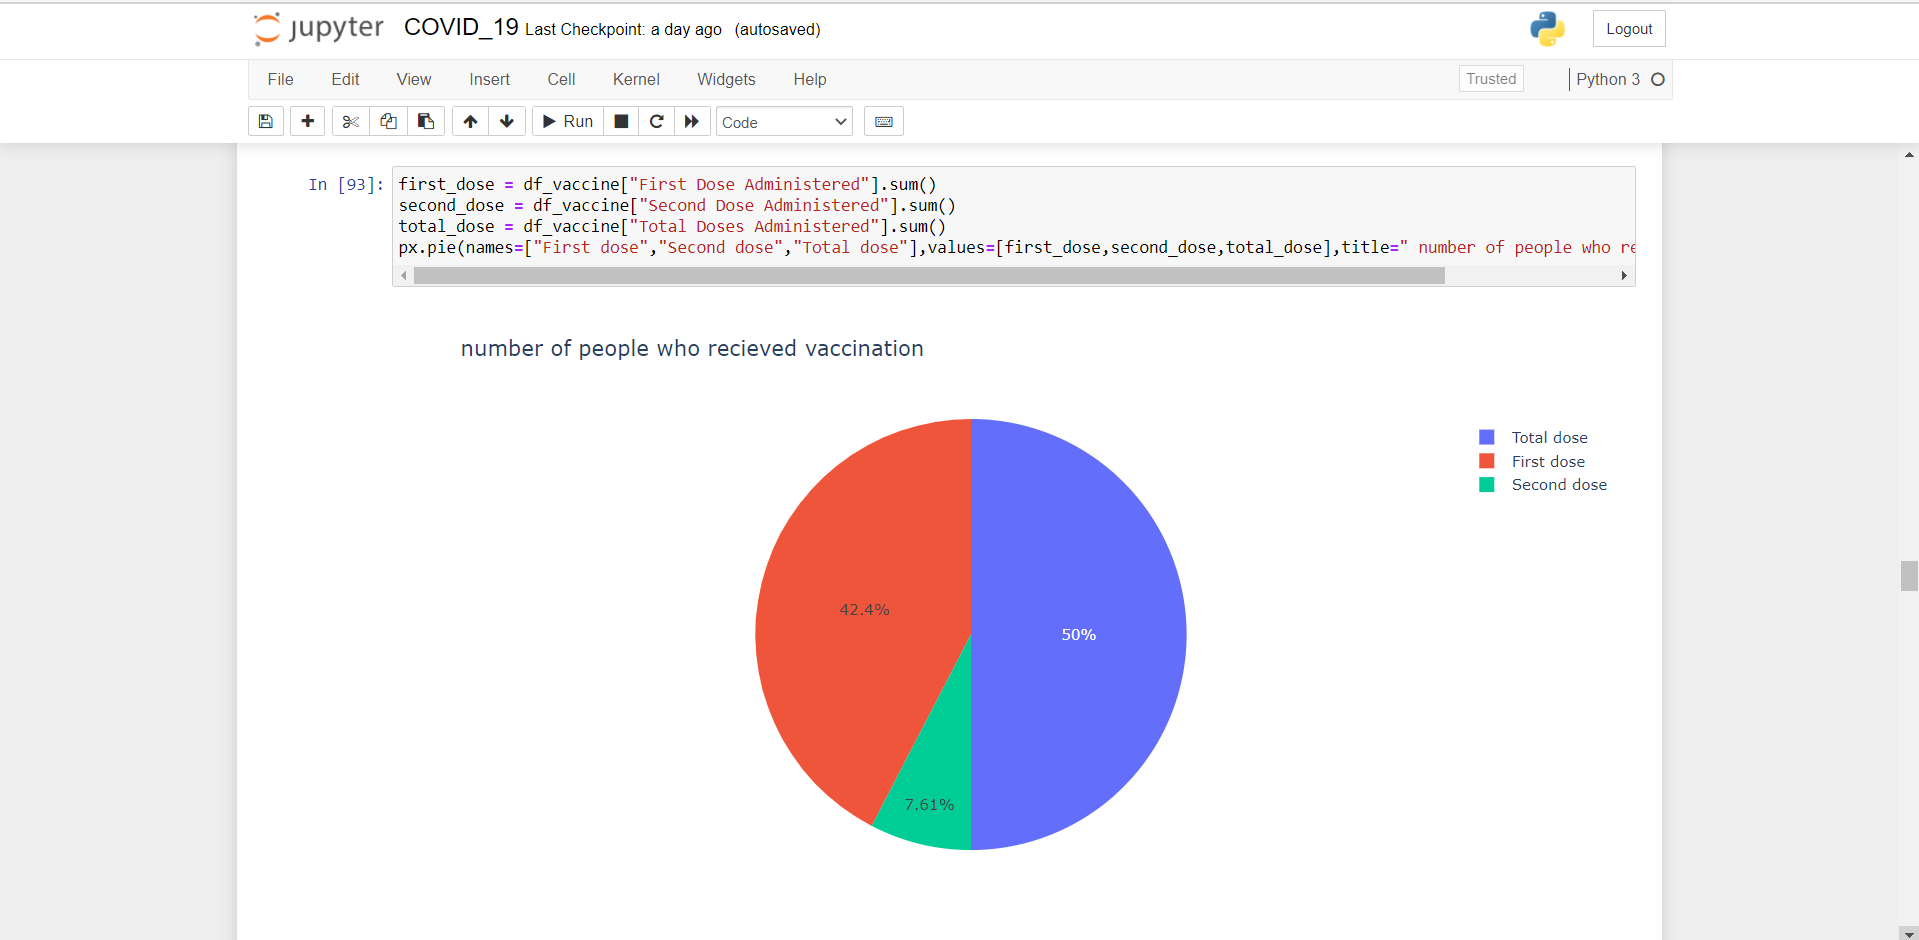 jupyter COVID_19 Last Checkpoint: a day ago (autosaved) Logout
File Edit View Insert Cell Kernel Widgets Help Trusted Python 3
Run Code
In [93]:
first_dose = df_vaccine["First Dose Administered"].sum()
second_dose = df_vaccine["Second Dose Administered"].sum()
total_dose = df_vaccine["Total Doses Administered"].sum()
px.pie(names=["First dose","Second dose","Total dose"],values=[first_dose,second_dose,total_dose],title=" number of people who re
number of people who recieved vaccination
Total dose
First dose
Second dose
42.4%
50%
7.61%